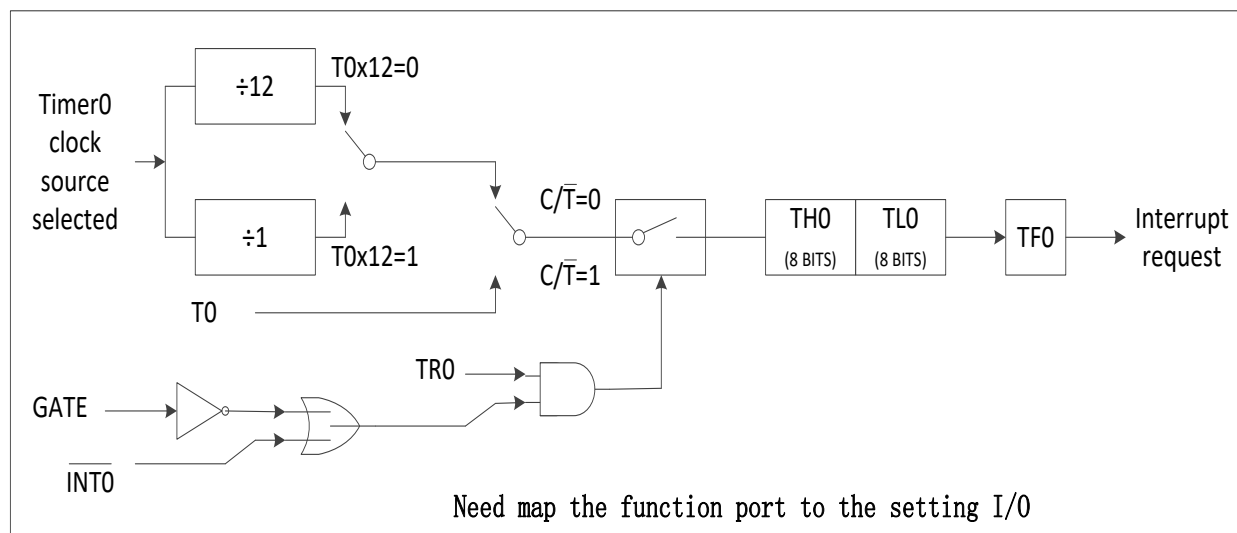 ÷12
T0x12=0
Timer0
clock
source
selected
÷1
T0x12=1
T0
C/T̅=0
C/T̅=1
TH0
(8 BITS)
TL0
(8 BITS)
TF0
Interrupt
request
TR0
GATE
I̅N̅T̅0̅
Need map the function port to the setting I/O